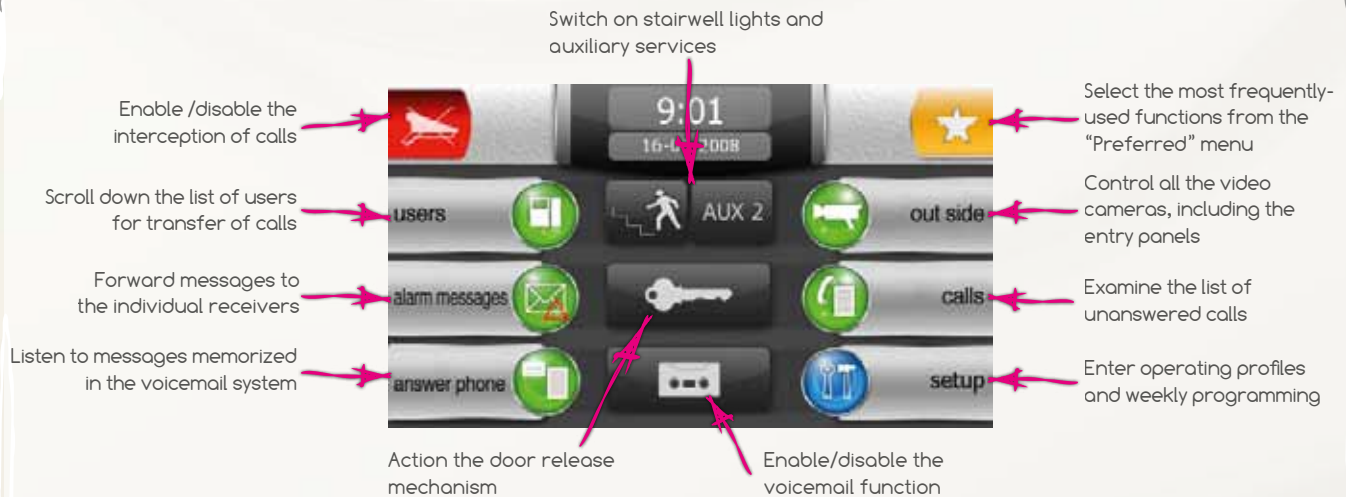 Switch on stairwell lights and
auxiliary services
Enable /disable the
interception of calls
Scroll down the list of users
for transfer of calls
Forward messages to
the individual receivers
Listen to messages memorized
in the voicemail system
9:01
2008
users
AUX 2
out side
alarm messages
calls
answer phone
setup
Select the most frequently-
used functions from the
“Preferred” menu
Control all the video
cameras, including the
entry panels
Examine the list of
unanswered calls
Enter operating profiles
and weekly programming
Action the door release
mechanism
Enable/disable the
voicemail function